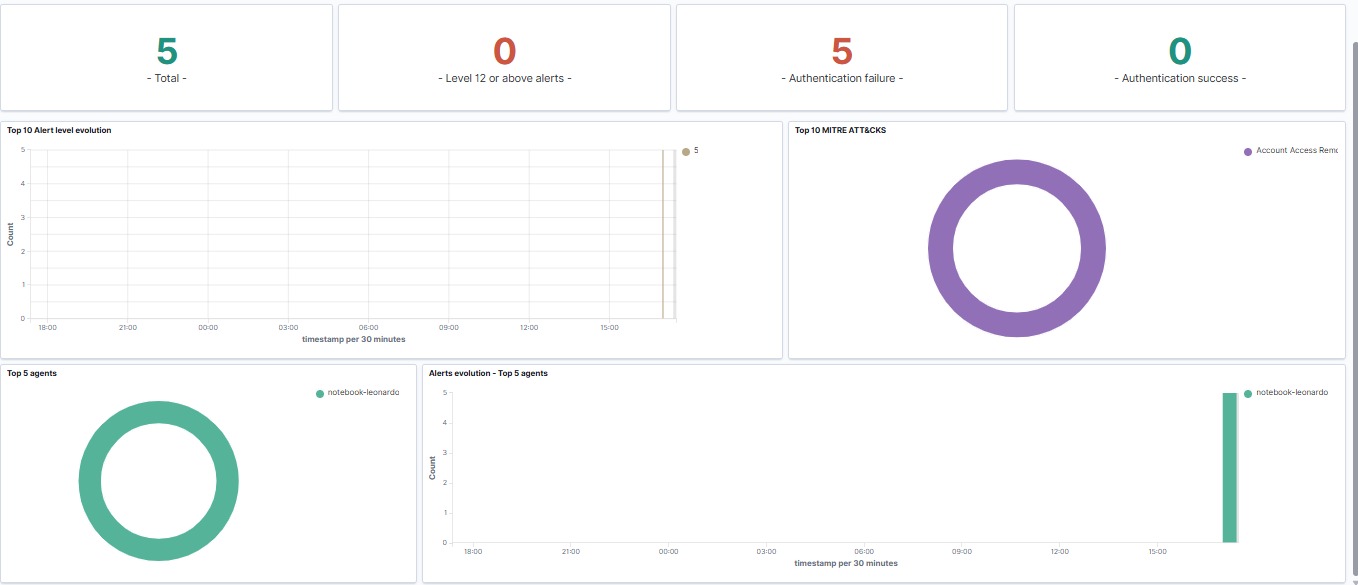 5
- Total -
0
- Level 12 or above alerts -
5
- Authentication failure -
0
- Authentication success -
Top 10 Alert level evolution
5
4
3
2
1
0
Count
18:00 21:00 00:00 03:00 06:00 09:00 12:00 15:00
timestamp per 30 minutes
5
Top 10 MITRE ATT&CKS
Account Access Remo
Top 5 agents
notebook-leonardo
Alerts evolution - Top 5 agents
5
4
3
2
1
0
Count
18:00 21:00 00:00 03:00 06:00 09:00 12:00 15:00
timestamp per 30 minutes
notebook-leonardo